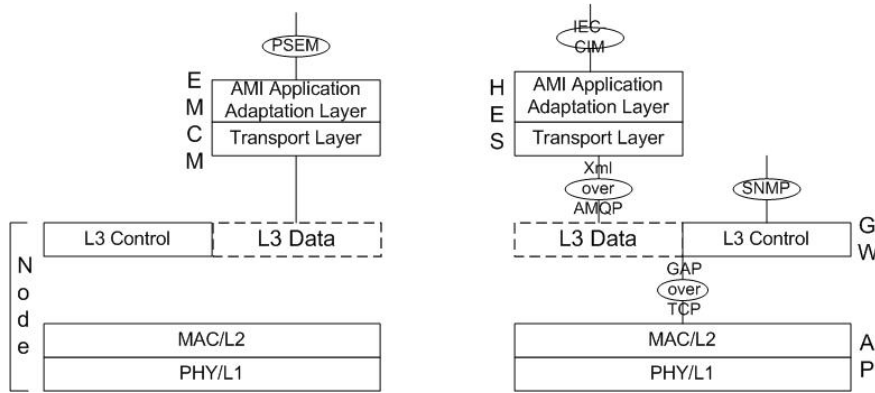 PSEM
IEC-
CIM
E
M
C
M
AMI Application
Adaptation Layer
Transport Layer
H
E
S
AMI Application
Adaptation Layer
Transport Layer
Xml
over
AMQP
SNMP
L3 Control
L3 Data
L3 Data
L3 Control
G
W
N
o
d
e
GAP
over
TCP
MAC/L2
PHY/L1
MAC/L2
PHY/L1
A
P